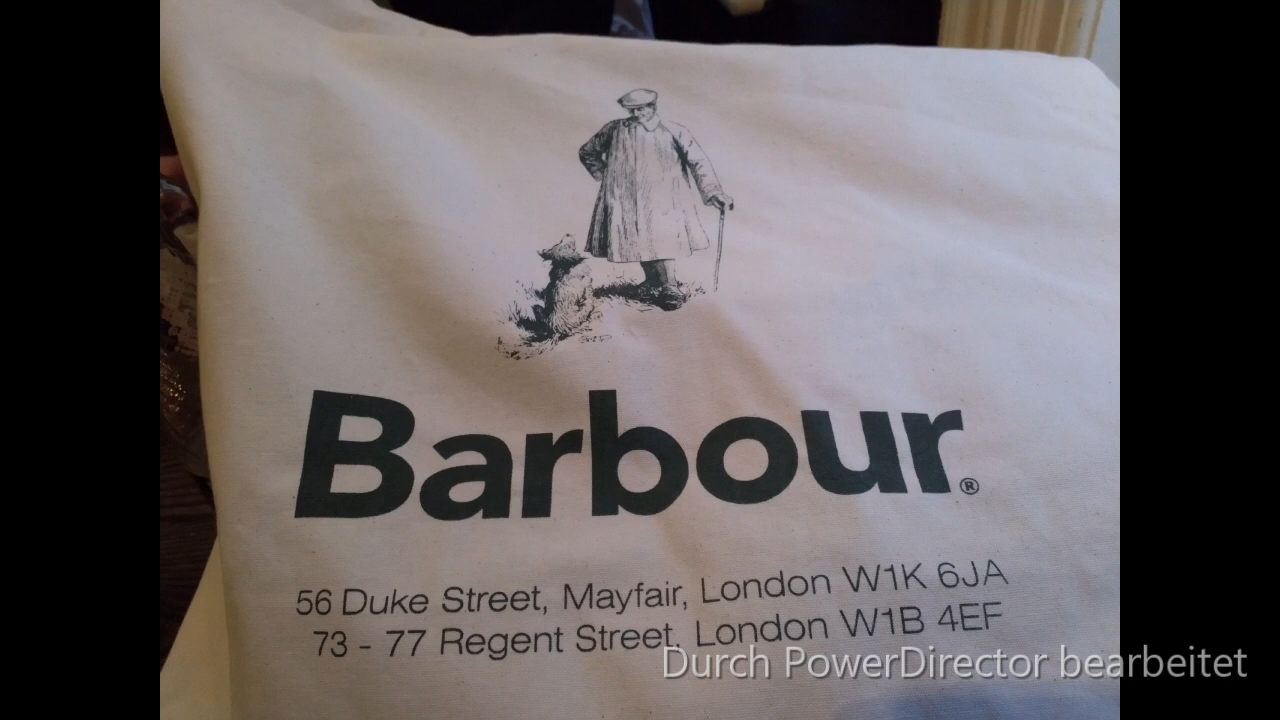 Barbour®
56 Duke Street, Mayfair, London W1K 6JA
73 - 77 Regent Street, London W1B 4EF
Durch PowerDirector bearbeitet